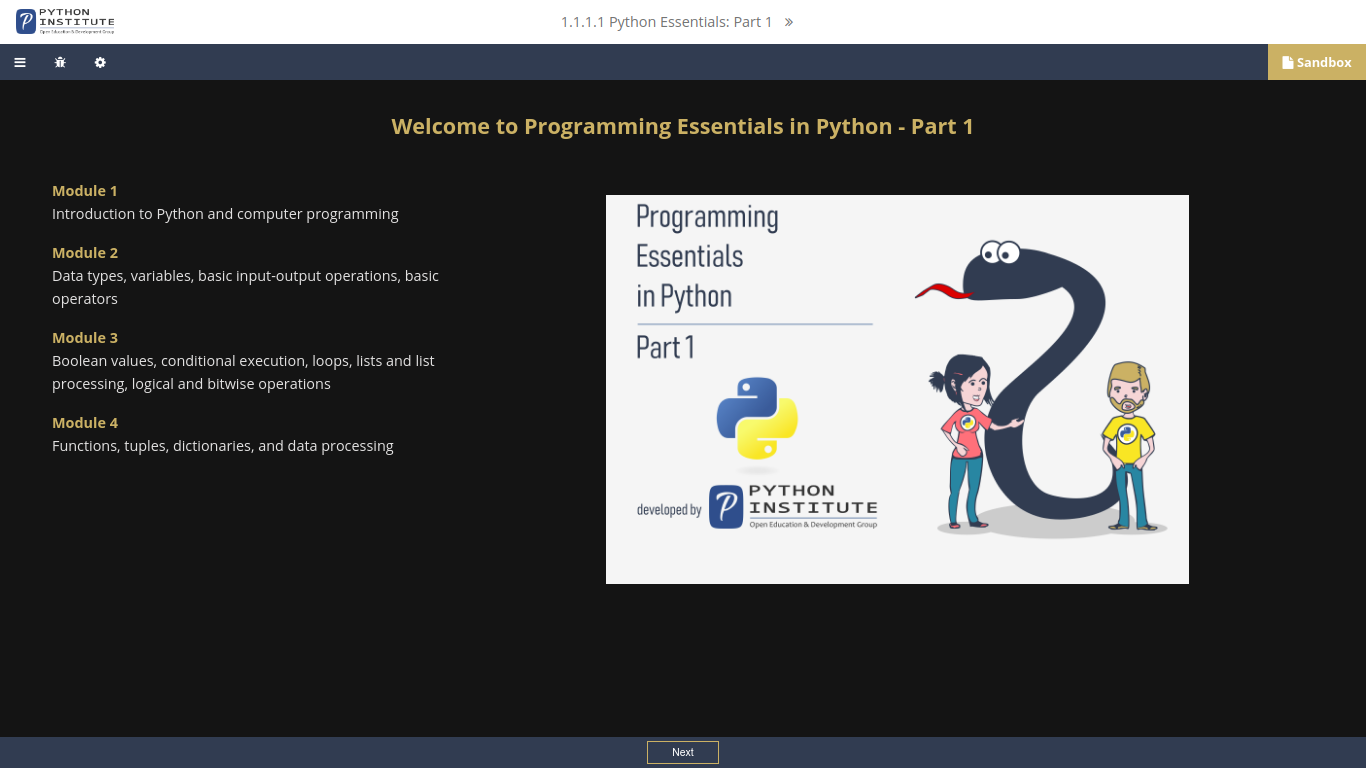 PYTHON
INSTITUTE
Open Education & Development Group
1.1.1.1 Python Essentials: Part 1 »
Sandbox
Welcome to Programming Essentials in Python - Part 1
Module 1
Introduction to Python and computer programming
Module 2
Data types, variables, basic input-output operations, basic
operators
Module 3
Boolean values, conditional execution, loops, lists and list
processing, logical and bitwise operations
Module 4
Functions, tuples, dictionaries, and data processing
Programming
Essentials
in Python
Part 1
developed by
PYTHON
INSTITUTE
Open Education & Development Group
Next